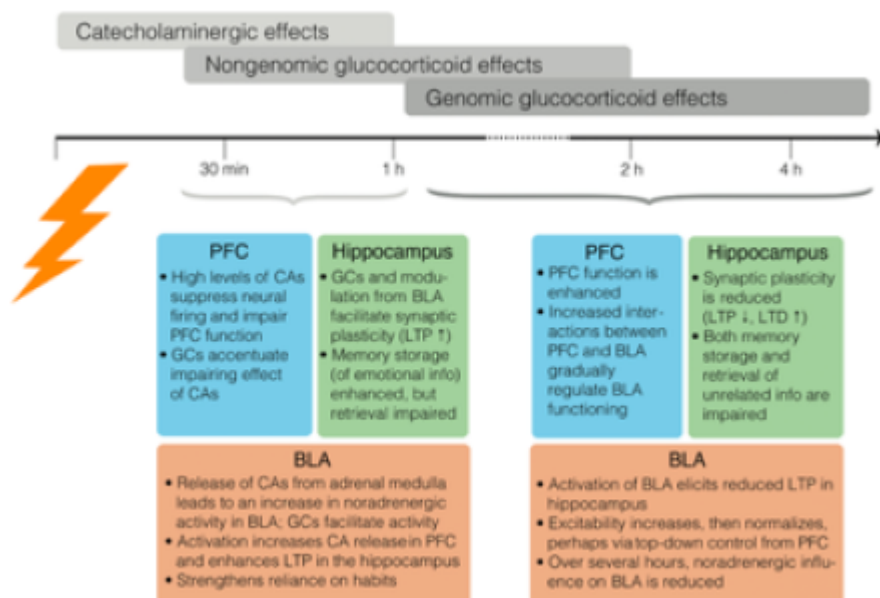 Catecholaminergic effects
Nongenomic glucocorticoid effects
Genomic glucocorticoid effects
30 min
1 h
2 h
4 h
PFC
• High levels of CAs
suppress neural
firing and impair
PFC function
• GCs accentuate
impairing effect
of CAs
Hippocampus
• GCs and modu-
lation from BLA
facilitate synaptic
plasticity (LTP ↑)
• Memory storage
(of emotional info)
enhanced, but
retrieval impaired
BLA
• Release of CAs from adrenal medulla
leads to an increase in noradrenergic
activity in BLA; GCs facilitate activity
• Activation increases CA release in PFC
and enhances LTP in the hippocampus
• Strengthens reliance on habits
PFC
• PFC function is
enhanced
• Increased inter-
actions between
PFC and BLA
gradually
regulate BLA
functioning
Hippocampus
• Synaptic plasticity
is reduced
(LTP ↓, LTD ↑)
• Both memory
storage and
retrieval of
unrelated info are
impaired
BLA
• Activation of BLA elicits reduced LTP in
hippocampus
• Excitability increases, then normalizes,
perhaps via top-down control from PFC
• Over several hours, noradrenergic influ-
ence on BLA is reduced